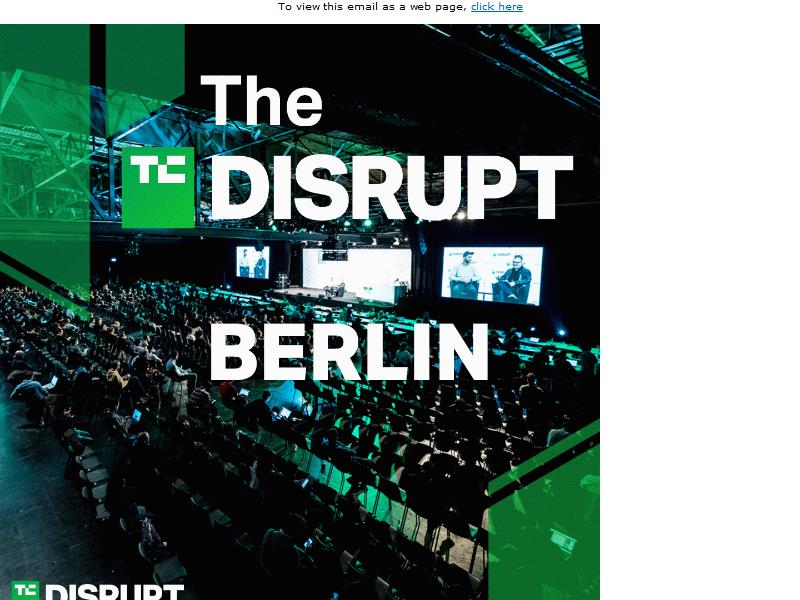 To view this email as a web page, click here
The
TC DISRUPT
BERLIN
TC DISRUPT